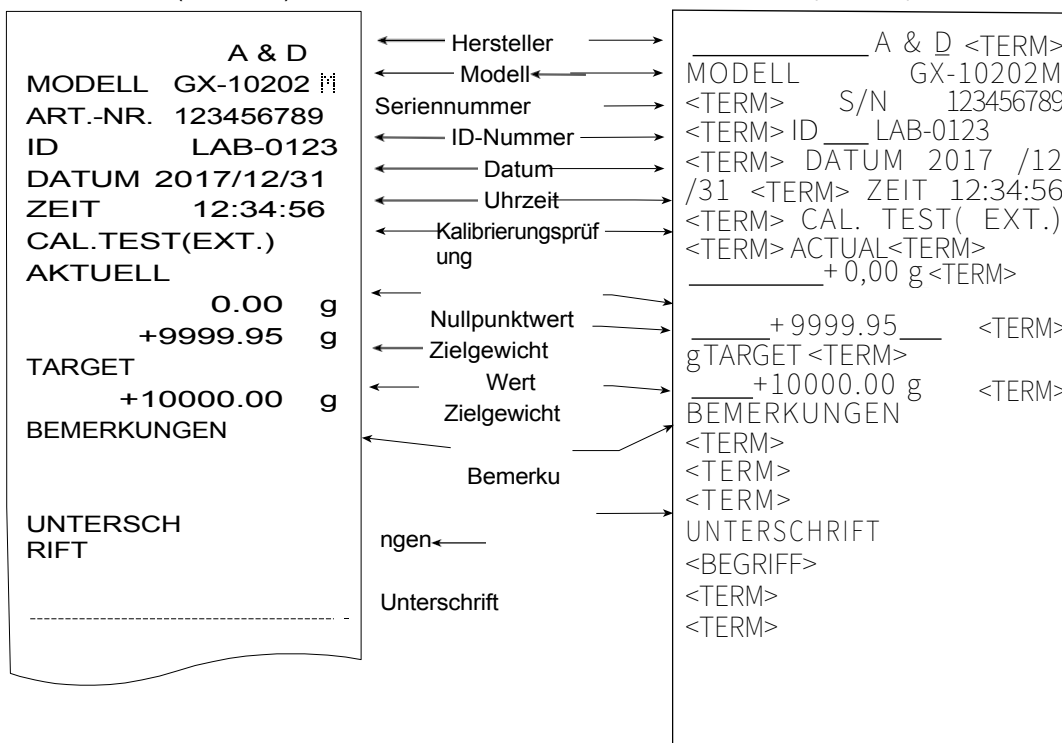 A & D
MODELL GX-10202 M
ART.-NR. 123456789
ID LAB-0123
DATUM 2017/12/31
ZEIT 12:34:56
CAL.TEST(EXT.)
AKTUELL
0.00 g
+9999.95 g
TARGET
+10000.00 g
BEMERKUNGEN
UNTERSCH
RIFT
Hersteller
Modell
Seriennummer
ID-Nummer
Datum
Uhrzeit
Kalibrierungsprüf
ung
Nullpunktwert
Zielgewicht
Wert
Zielgewicht
Bemerku
ngen
Unterschrift
A & D <TERM>
MODELL GX-10202M
<TERM> S/N 123456789
<TERM> ID LAB-0123
<TERM> DATUM 2017 /12
/31 <TERM> ZEIT 12:34:56
<TERM> CAL. TEST( EXT.)
<TERM> ACTUAL<TERM>
+ 0,00 g <TERM>
+ 9999.95 <TERM>
g TARGET <TERM>
+10000.00 g <TERM>
BEMERKUNGEN
<TERM>
<TERM>
<TERM>
UNTERSCHRIFT
<BEGRIFF>
<TERM>
<TERM>